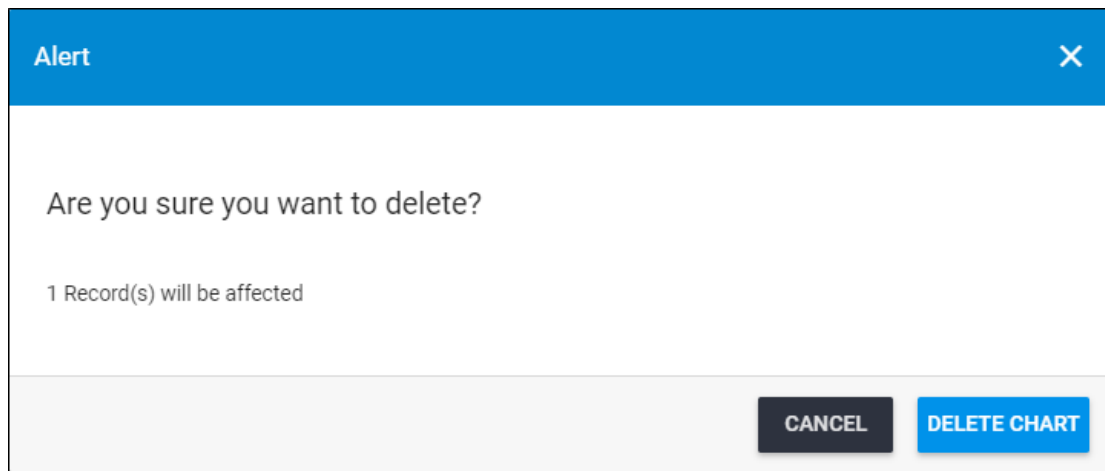 Alert
Are you sure you want to delete?
1 Record(s) will be affected
CANCEL
DELETE CHART